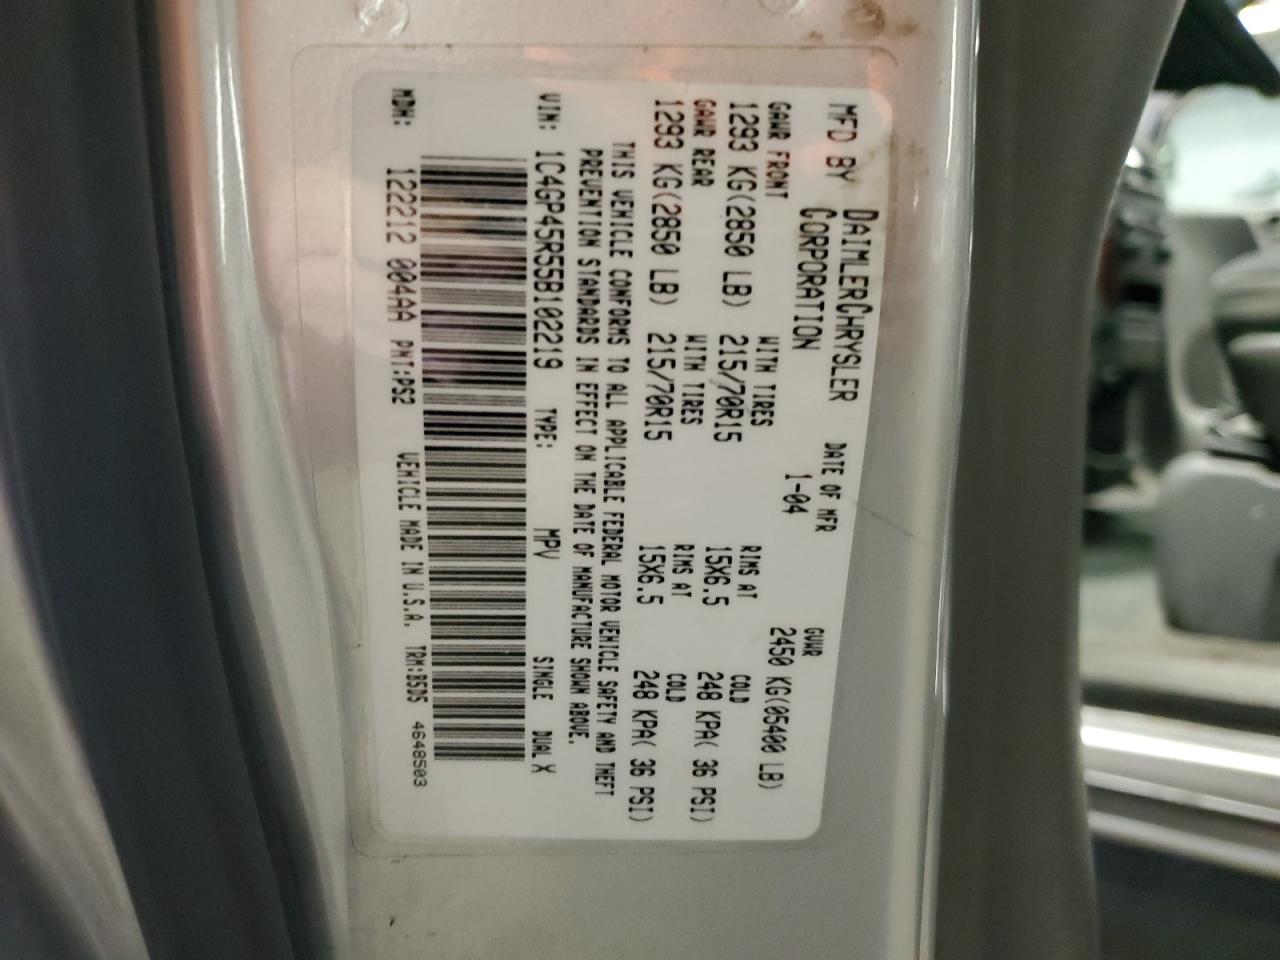 MFD BY DAIMLERCHRYSLER CORPORATION DATE OF MFR 1-04 GVWR 2450 KG(05400 LB)
GAWR FRONT WITH TIRES RIMS AT COLD
1293 KG(2850 LB) 215/70R15 15X6.5 248 KPA( 36 PSI)
GAWR REAR WITH TIRES RIMS AT COLD
1293 KG(2850 LB) 215/70R15 15X6.5 248 KPA( 36 PSI)
THIS VEHICLE CONFORMS TO ALL APPLICABLE FEDERAL MOTOR VEHICLE SAFETY AND THEFT
PREVENTION STANDARDS IN EFFECT ON THE DATE OF MANUFACTURE SHOWN ABOVE.
VIN: 1C4GP45R55B102219 TYPE: MPV SINGLE DUAL X
MDH: 122212 004AA PNT:PS2 VEHICLE MADE IN U.S.A. TRM:B5D5 4648503